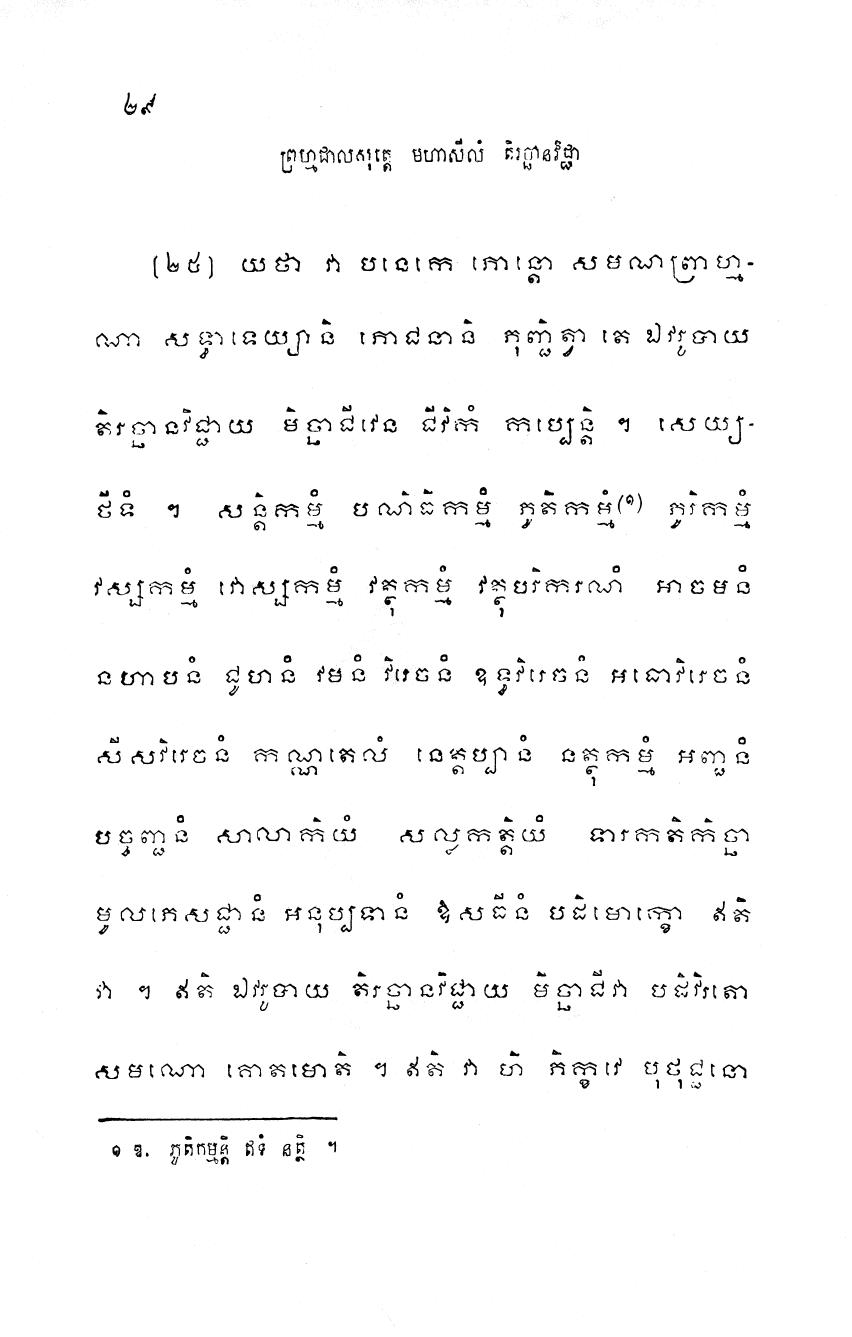 ២៩
ព្រហ្មជាលសុត្តេ មហាសីលំ តិរច្ឆានវិជ្ជា
(២៥) យថា វា បនេកេ ភោន្តោ សមណព្រាហ្ម-
ណា សទ្ធាទេយ្យានិ ភោជនានិ ភុញ្ជិត្វា តេ ឯវរូបាយ
តិរច្ឆានវិជ្ជាយ មិច្ឆាជីវេន ជីវិកំ កប្បេន្តិ ។ សេយ្យ-
ថីទំ ។ សន្តិកម្មំ បណិធិកម្មំ ភូតិកម្មំ(១) ភូរិកម្មំ
វស្សកម្មំ វោស្សកម្មំ វត្ថុកម្មំ វត្ថុបរិករណំ អាចមនំ
នហាបនំ ជូហនំ វមនំ វិរេចនំ ឧទ្ធវិរេចនំ អធោវិរេចនំ
សីសវិរេចនំ កណ្ណតេលំ នេត្តប្បានំ នត្ថុកម្មំ អញ្ជនំ
បច្ចញ្ជនំ សាលាកិយំ សល្លកត្តិយំ ទារកតិកិច្ឆា
មូលភេសជ្ជានំ អនុប្បទានំ ឱសធីនំ បដិមោក្ខោ ឥតិ
វា ។ ឥតិ ឯវរូបាយ តិរច្ឆានវិជ្ជាយ មិច្ឆាជីវា បដិវិរតោ
សមណោ គោតមោតិ ។ ឥតិ វា ហិ ភិក្ខវេ បុថុជ្ជនោ
១ ឱ. ភូតិកម្មន្តិ ឥទំ នត្ថិ ។